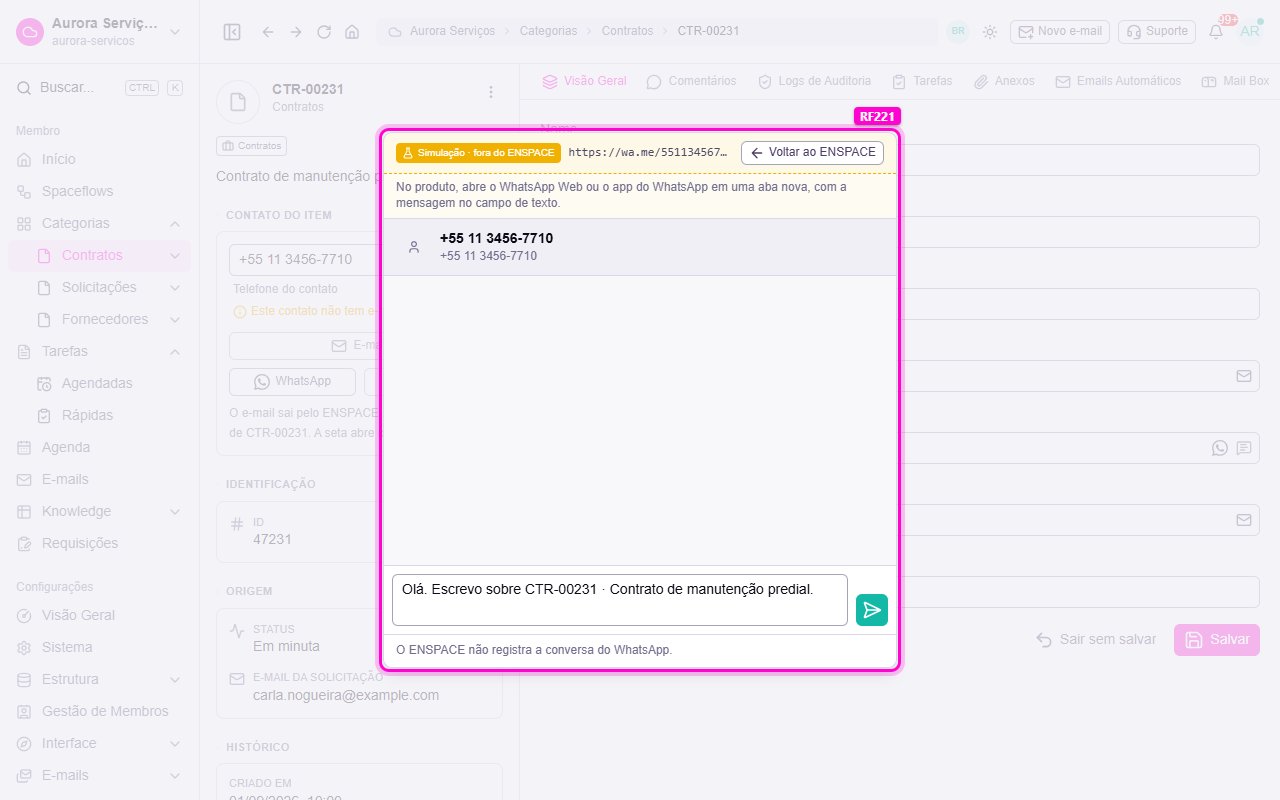 Aurora Serviç...
aurora-servicos
Aurora Serviços
Categorias
Contratos
CTR-00231
BR
Novo e-mail
Suporte
99+
AR
Buscar...
CTRL
K
Membro
Início
Spaceflows
Categorias
Contratos
Solicitações
Fornecedores
Tarefas
Agendadas
Rápidas
Agenda
E-mails
Knowledge
Requisições
Configurações
Visão Geral
Sistema
Estrutura
Gestão de Membros
Interface
E-mails
CTR-00231
Contratos
Contratos
Contrato de manutenção
CONTATO DO ITEM
+55 11 3456-7710
Telefone do contato
Este contato não tem
WhatsApp
O e-mail sai pelo ENSPACE
de CTR-00231. A seta abre
IDENTIFICAÇÃO
ID
47231
ORIGEM
STATUS
Em minuta
E-MAIL DA SOLICITAÇÃO
carla.nogueira@example.com
HISTÓRICO
CRIADO EM
01/09/2026, 10:00
Visão Geral
Comentários
Logs de Auditoria
Tarefas
Anexos
Emails Automáticos
Mail Box
Nome
RF221
Simulação · fora do ENSPACE
https://wa.me/551134567…
Voltar ao ENSPACE
No produto, abre o WhatsApp Web ou o app do WhatsApp em uma aba nova, com a
mensagem no campo de texto.
+55 11 3456-7710
+55 11 3456-7710
Olá. Escrevo sobre CTR-00231 · Contrato de manutenção predial.
O ENSPACE não registra a conversa do WhatsApp.
Sair sem salvar
Salvar